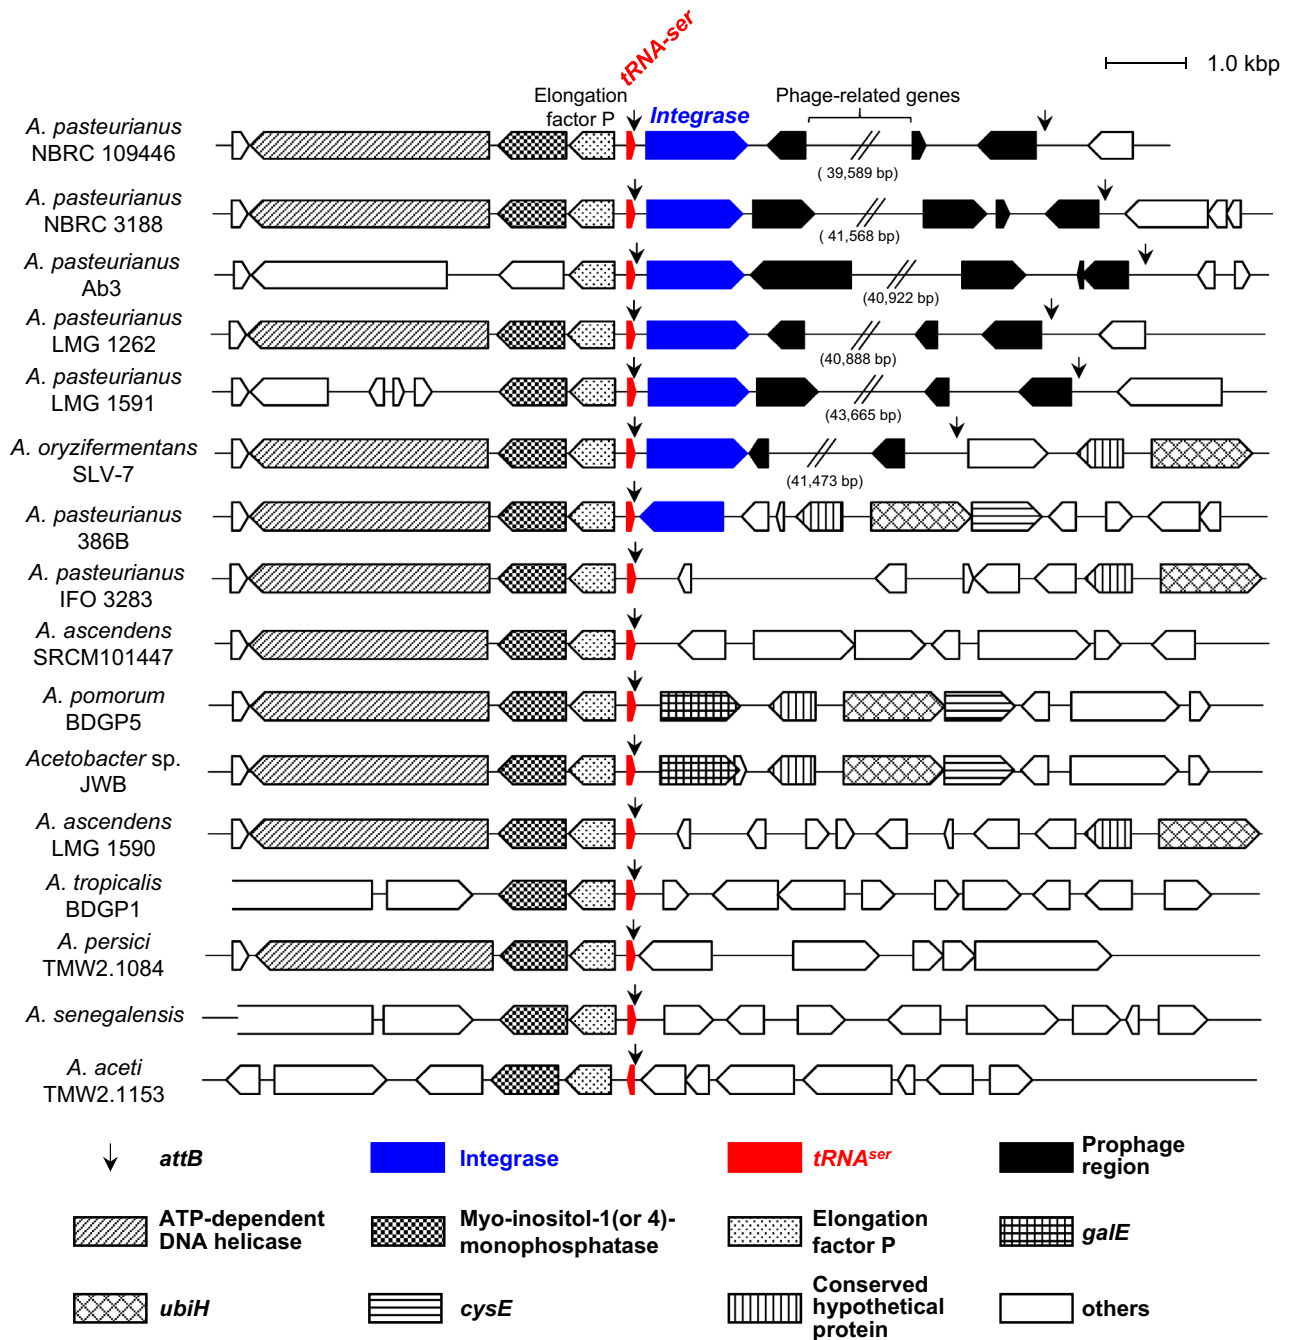 tRNA-ser
1.0 kbp
Elongation
factor P
Integrase
Phage-related genes
A. pasteurianus
NBRC 109446
( 39,589 bp)
A. pasteurianus
NBRC 3188
( 41,568 bp)
A. pasteurianus
Ab3
(40,922 bp)
A. pasteurianus
LMG 1262
(40,888 bp)
A. pasteurianus
LMG 1591
(43,665 bp)
A. oryzifermentans
SLV-7
(41,473 bp)
A. pasteurianus
386B
A. pasteurianus
IFO 3283
A. ascendens
SRCM101447
A. pomorum
BDGP5
Acetobacter sp.
JWB
A. ascendens
LMG 1590
A. tropicalis
BDGP1
A. persici
TMW2.1084
A. senegalensis
A. aceti
TMW2.1153
attB
Integrase
tRNAser
Prophage
region
ATP-dependent
DNA helicase
Myo-inositol-1(or 4)-
monophosphatase
Elongation
factor P
galE
ubiH
cysE
Conserved
hypothetical
protein
others